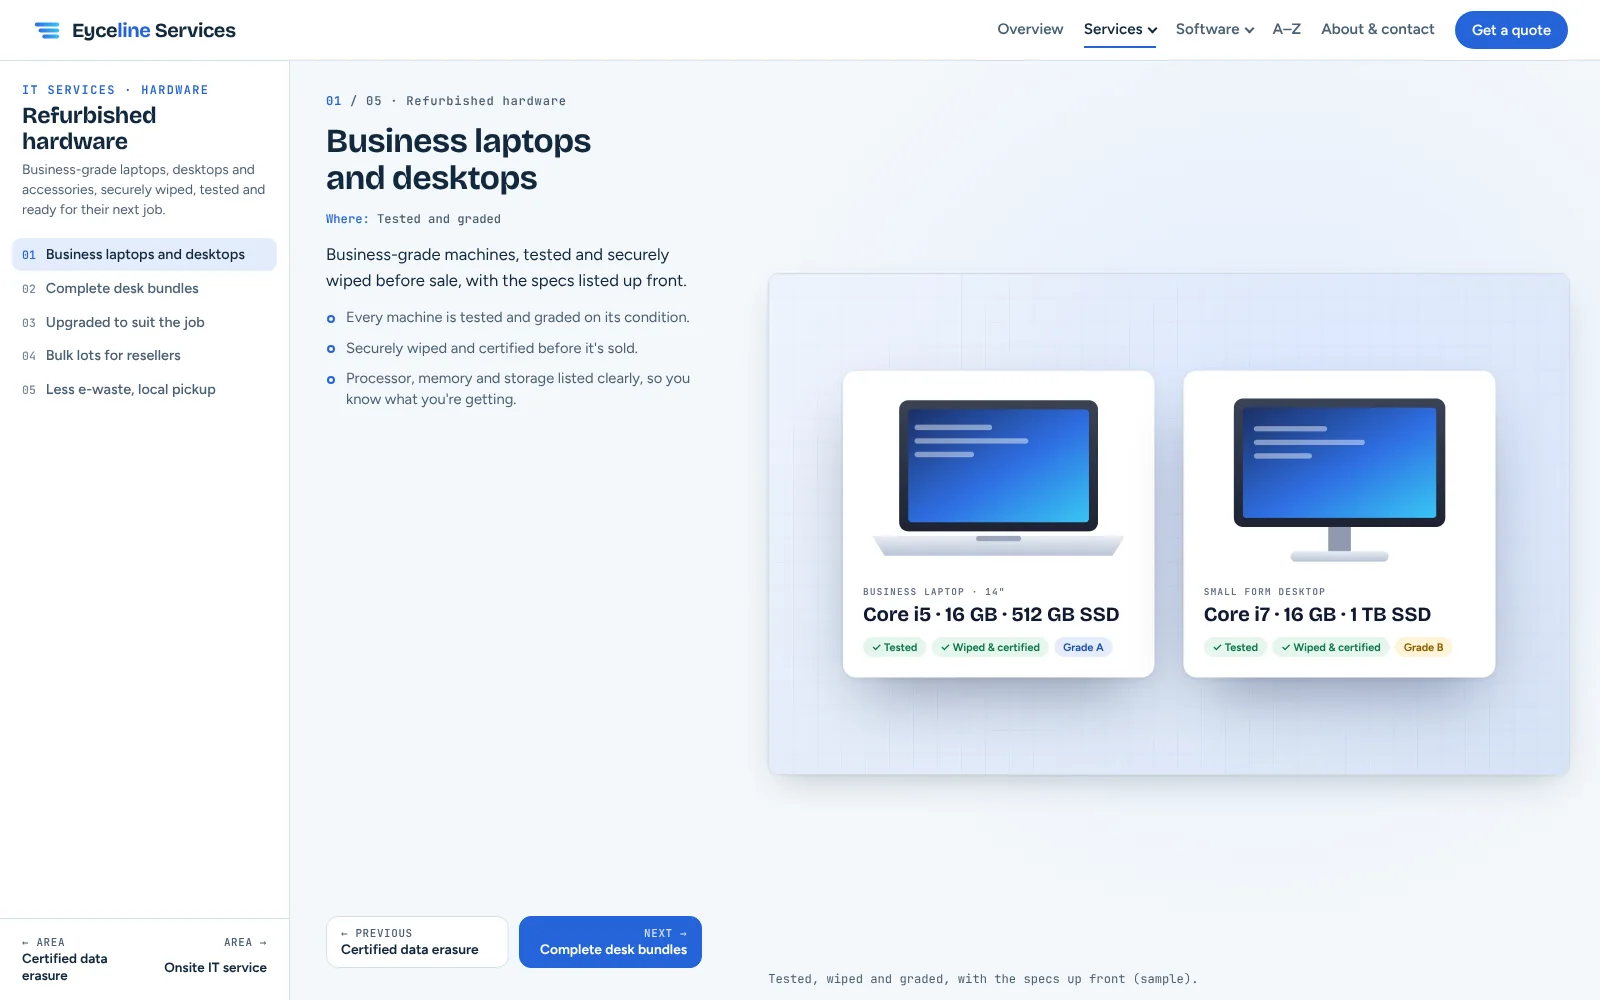 Eyceline Services
Overview
Services
Software
A–Z
About & contact
Get a quote
IT SERVICES · HARDWARE
Refurbished
hardware
Business-grade laptops, desktops and
accessories, securely wiped, tested and
ready for their next job.
01 Business laptops and desktops
02 Complete desk bundles
03 Upgraded to suit the job
04 Bulk lots for resellers
05 Less e-waste, local pickup
← AREA
Certified data
erasure
AREA →
Onsite IT service
01 / 05 · Refurbished hardware
Business laptops
and desktops
Where: Tested and graded
Business-grade machines, tested and securely
wiped before sale, with the specs listed up front.
Every machine is tested and graded on its condition.
Securely wiped and certified before it's sold.
Processor, memory and storage listed clearly, so you
know what you're getting.
← PREVIOUS
Certified data erasure
NEXT →
Complete desk bundles
BUSINESS LAPTOP · 14"
Core i5 · 16 GB · 512 GB SSD
✓ Tested
✓ Wiped & certified
Grade A
SMALL FORM DESKTOP
Core i7 · 16 GB · 1 TB SSD
✓ Tested
✓ Wiped & certified
Grade B
Tested, wiped and graded, with the specs up front (sample).